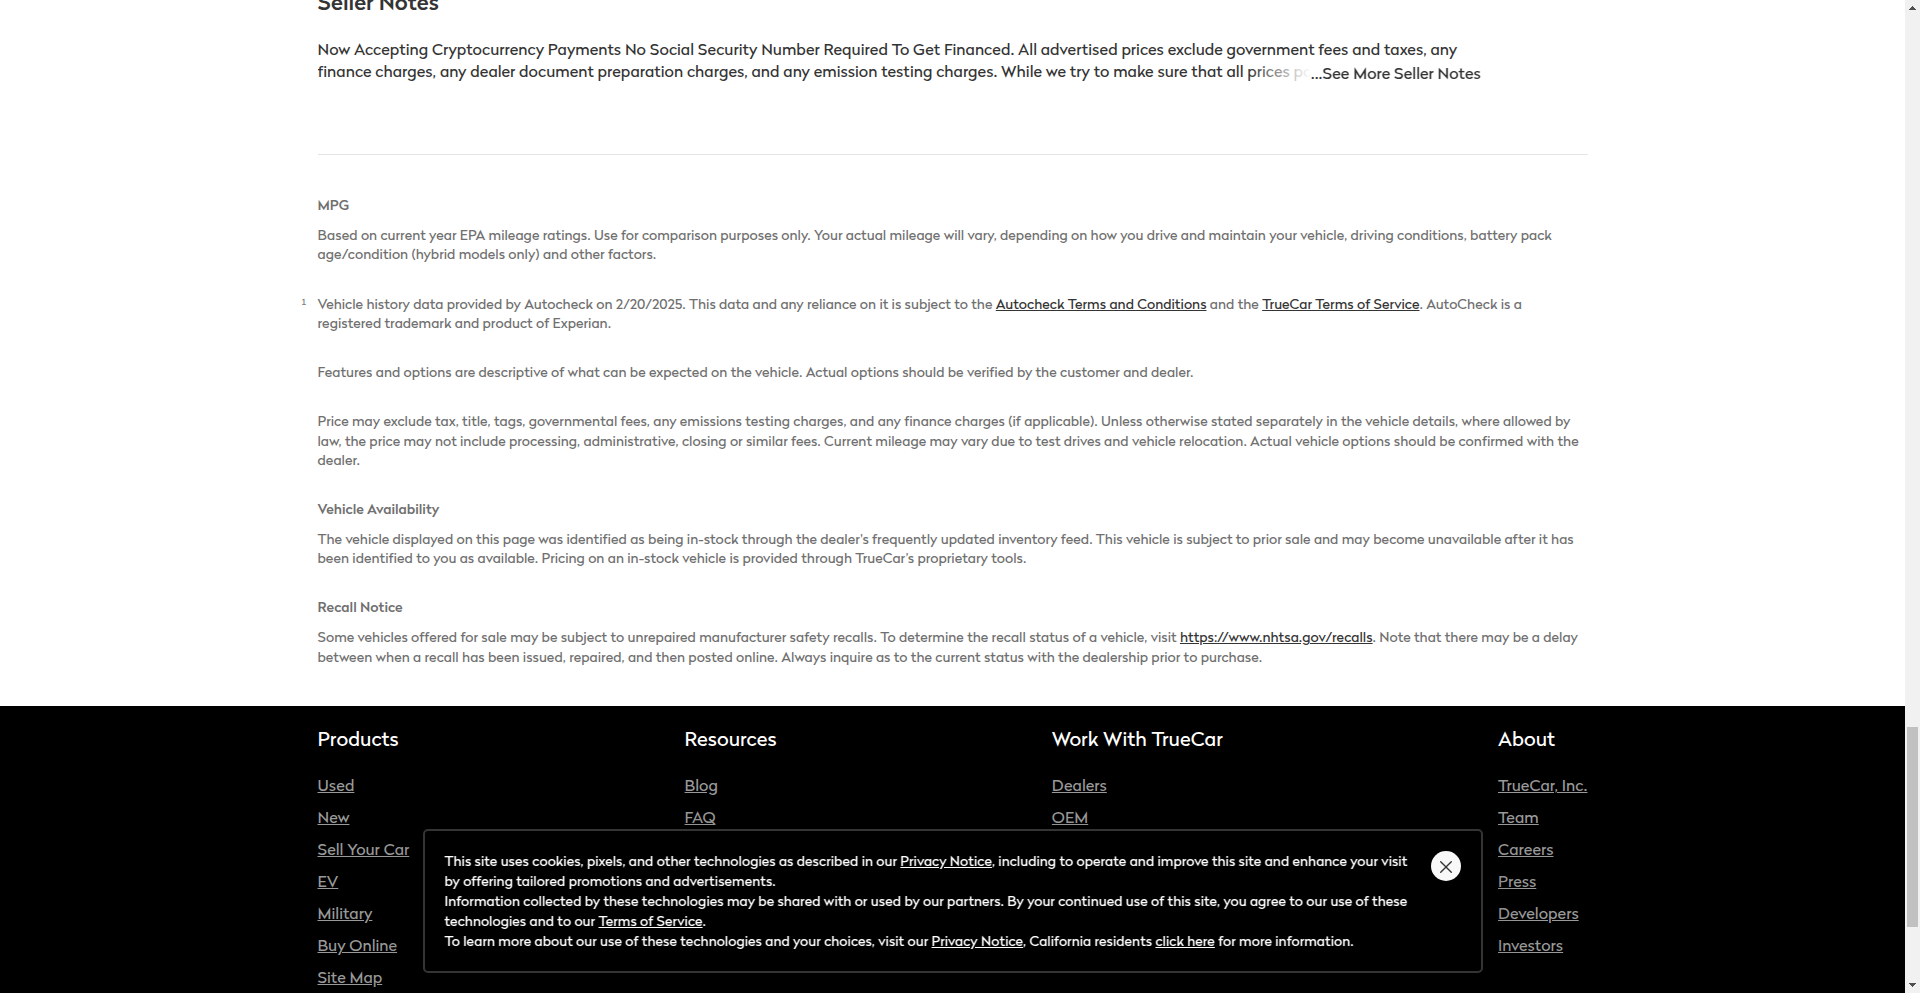 Seller Notes
Now Accepting Cryptocurrency Payments No Social Security Number Required To Get Financed. All advertised prices exclude government fees and taxes, any
finance charges, any dealer document preparation charges, and any emission testing charges. While we try to make sure that all prices ...See More Seller Notes
MPG
Based on current year EPA mileage ratings. Use for comparison purposes only. Your actual mileage will vary, depending on how you drive and maintain your vehicle, driving conditions, battery pack
age/condition (hybrid models only) and other factors.
1 Vehicle history data provided by Autocheck on 2/20/2025. This data and any reliance on it is subject to the Autocheck Terms and Conditions and the TrueCar Terms of Service. AutoCheck is a
registered trademark and product of Experian.
Features and options are descriptive of what can be expected on the vehicle. Actual options should be verified by the customer and dealer.
Price may exclude tax, title, tags, governmental fees, any emissions testing charges, and any finance charges (if applicable). Unless otherwise stated separately in the vehicle details, where allowed by
law, the price may not include processing, administrative, closing or similar fees. Current mileage may vary due to test drives and vehicle relocation. Actual vehicle options should be confirmed with the
dealer.
Vehicle Availability
The vehicle displayed on this page was identified as being in-stock through the dealer's frequently updated inventory feed. This vehicle is subject to prior sale and may become unavailable after it has
been identified to you as available. Pricing on an in-stock vehicle is provided through TrueCar's proprietary tools.
Recall Notice
Some vehicles offered for sale may be subject to unrepaired manufacturer safety recalls. To determine the recall status of a vehicle, visit https://www.nhtsa.gov/recalls. Note that there may be a delay
between when a recall has been issued, repaired, and then posted online. Always inquire as to the current status with the dealership prior to purchase.
Products
Used
New
Sell Your Car
EV
Military
Buy Online
Site Map
Resources
Blog
FAQ
Work With TrueCar
Dealers
OEM
About
TrueCar, Inc.
Team
Careers
Press
Developers
Investors
This site uses cookies, pixels, and other technologies as described in our Privacy Notice, including to operate and improve this site and enhance your visit
by offering tailored promotions and advertisements.
Information collected by these technologies may be shared with or used by our partners. By your continued use of this site, you agree to our use of these
technologies and to our Terms of Service.
To learn more about our use of these technologies and your choices, visit our Privacy Notice, California residents click here for more information.